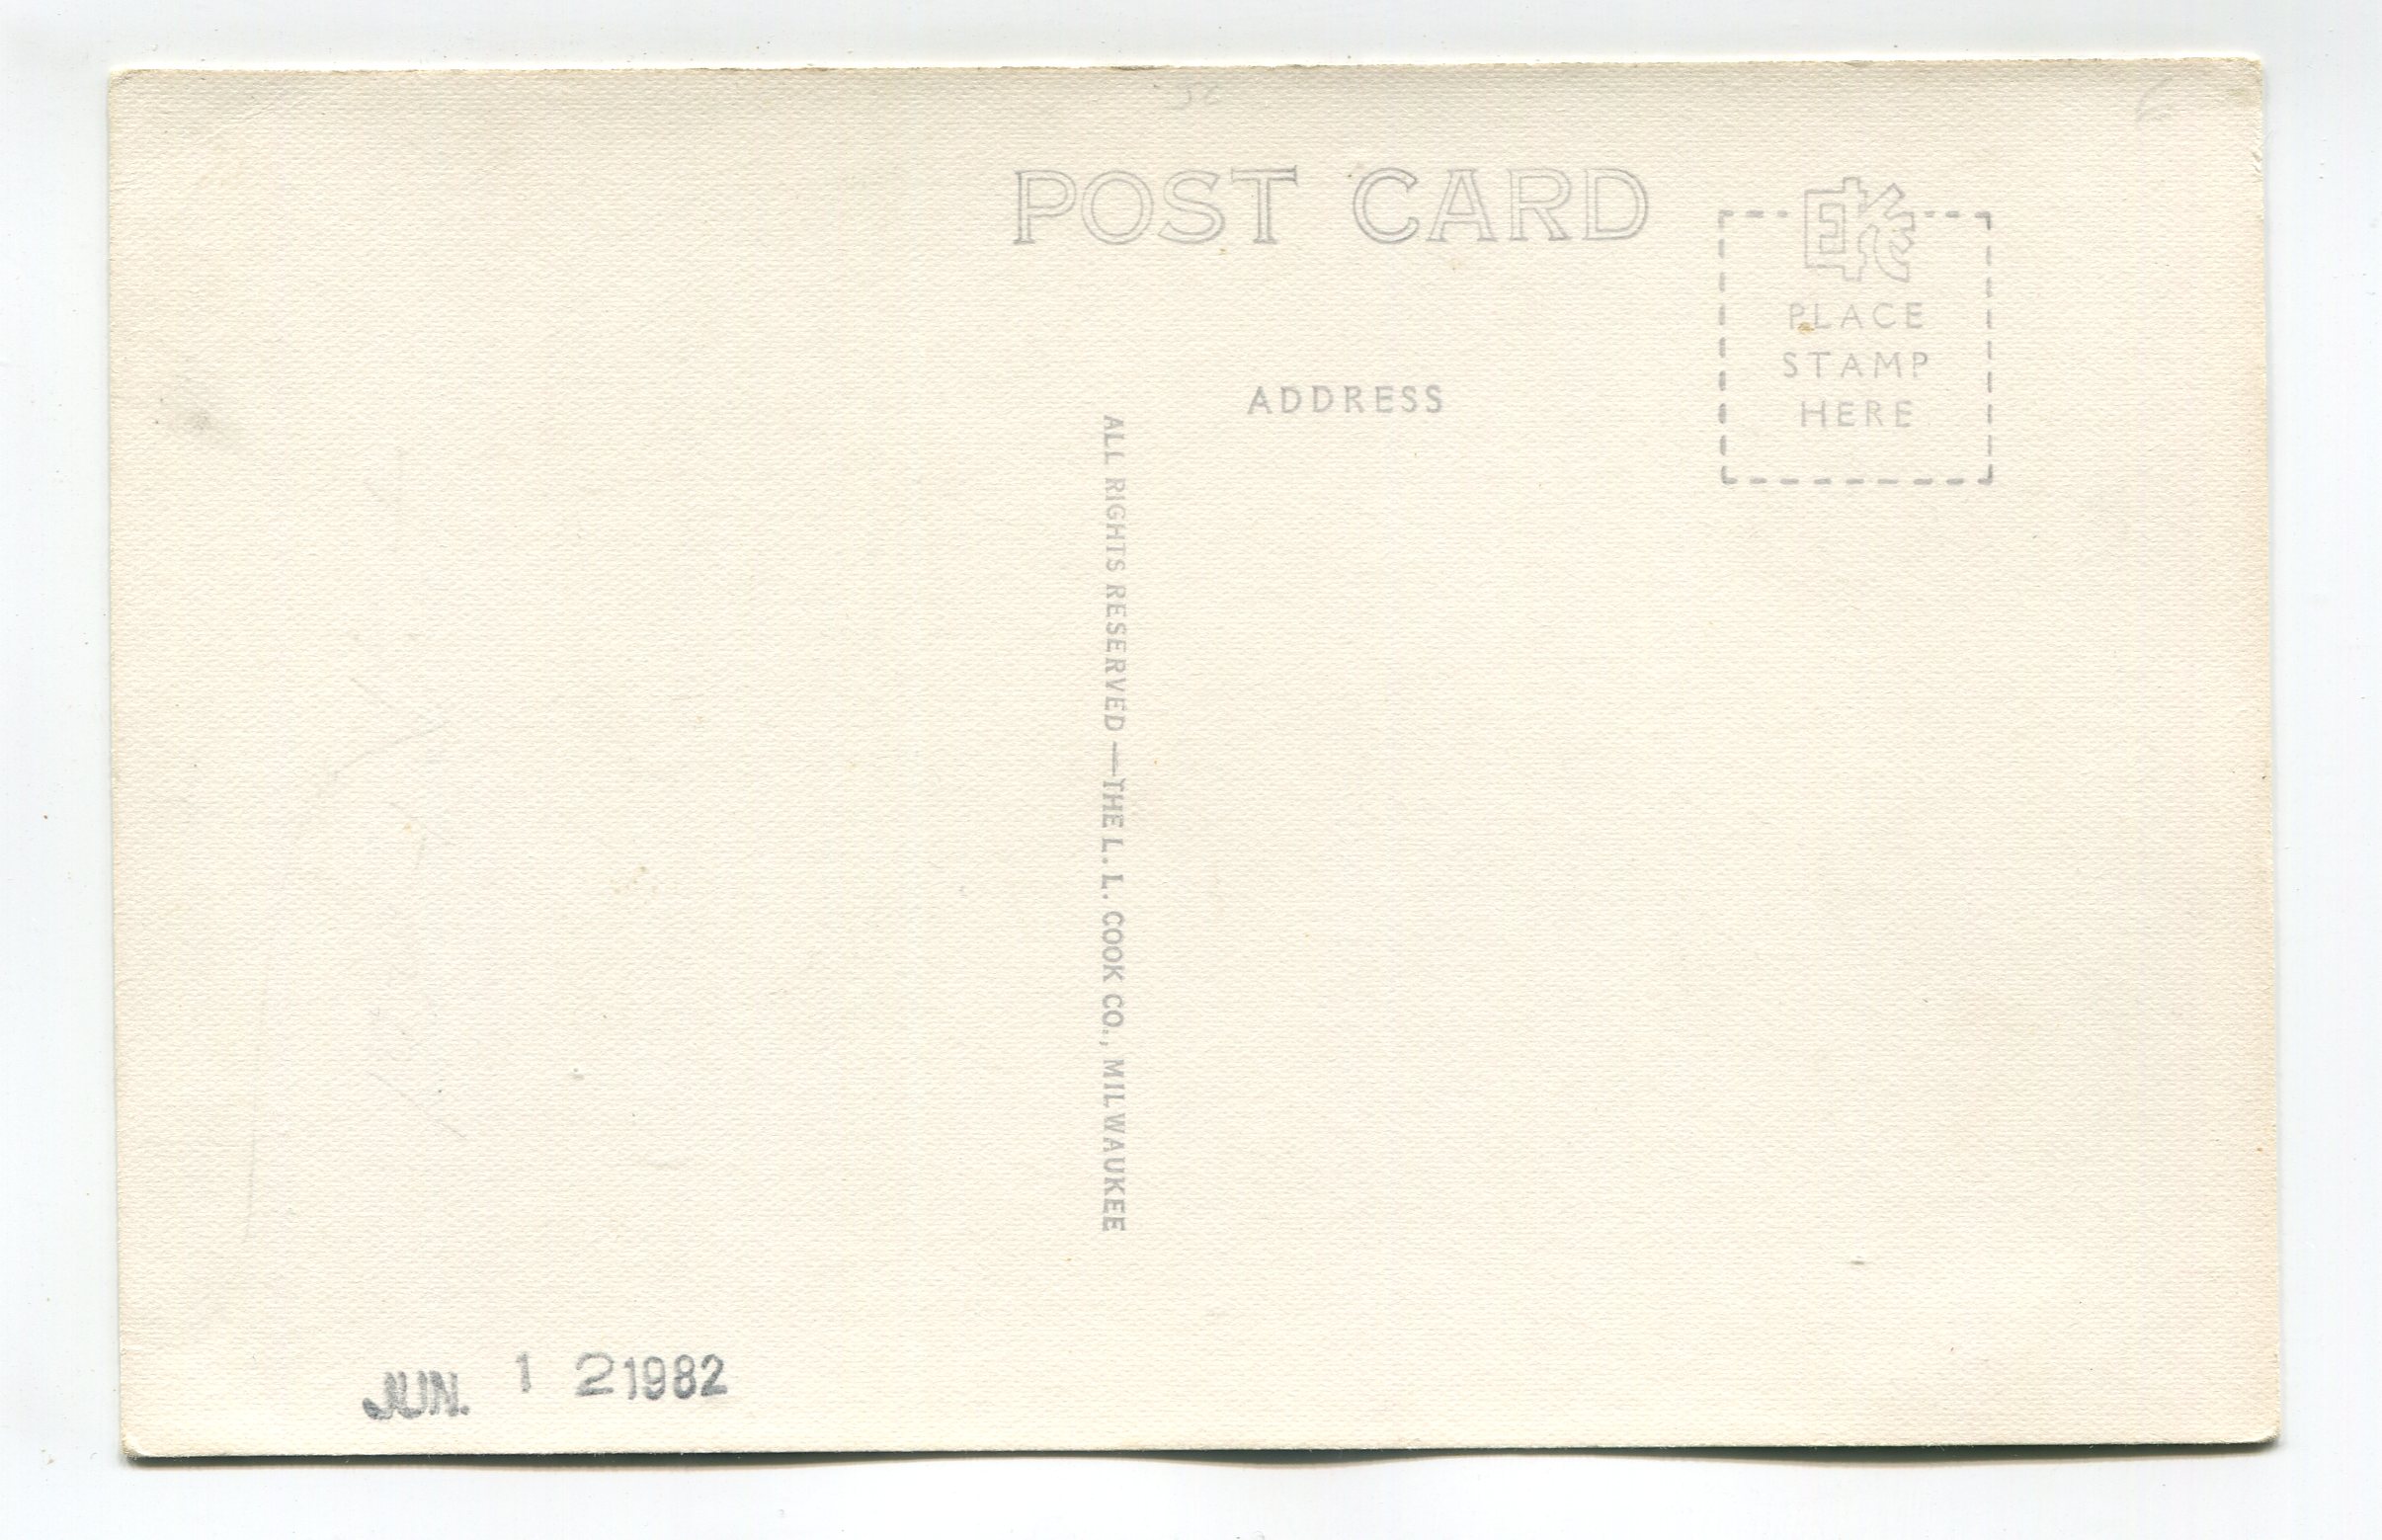 POST CARD
PLACE
STAMP
HERE
ADDRESS
ALL RIGHTS RESERVED—THE L. L. COOK CO., MILWAUKEE
JUN. 1 2 1982